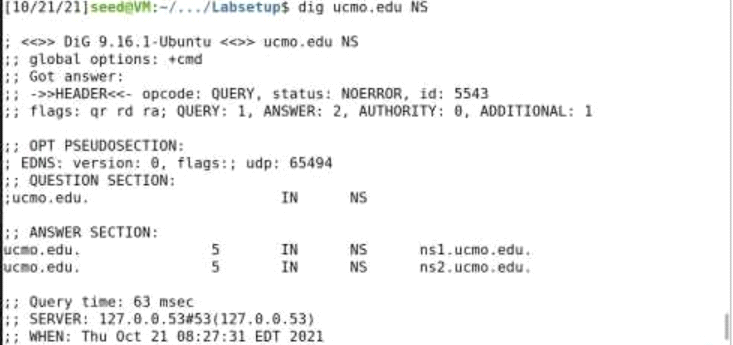 [10/21/21]seed@VM:~/.../Labsetup$ dig ucmo.edu NS
; <<>> DiG 9.16.1-Ubuntu <<>> ucmo.edu NS
;; global options: +cmd
;; Got answer:
;; ->>HEADER<<- opcode: QUERY, status: NOERROR, id: 5543
;; flags: qr rd ra; QUERY: 1, ANSWER: 2, AUTHORITY: 0, ADDITIONAL: 1
;; OPT PSEUDOSECTION:
; EDNS: version: 0, flags:; udp: 65494
;; QUESTION SECTION:
;ucmo.edu. IN NS
;; ANSWER SECTION:
ucmo.edu. 5 IN NS ns1.ucmo.edu.
ucmo.edu. 5 IN NS ns2.ucmo.edu.
;; Query time: 63 msec
;; SERVER: 127.0.0.53#53(127.0.0.53)
;; WHEN: Thu Oct 21 08:27:31 EDT 2021